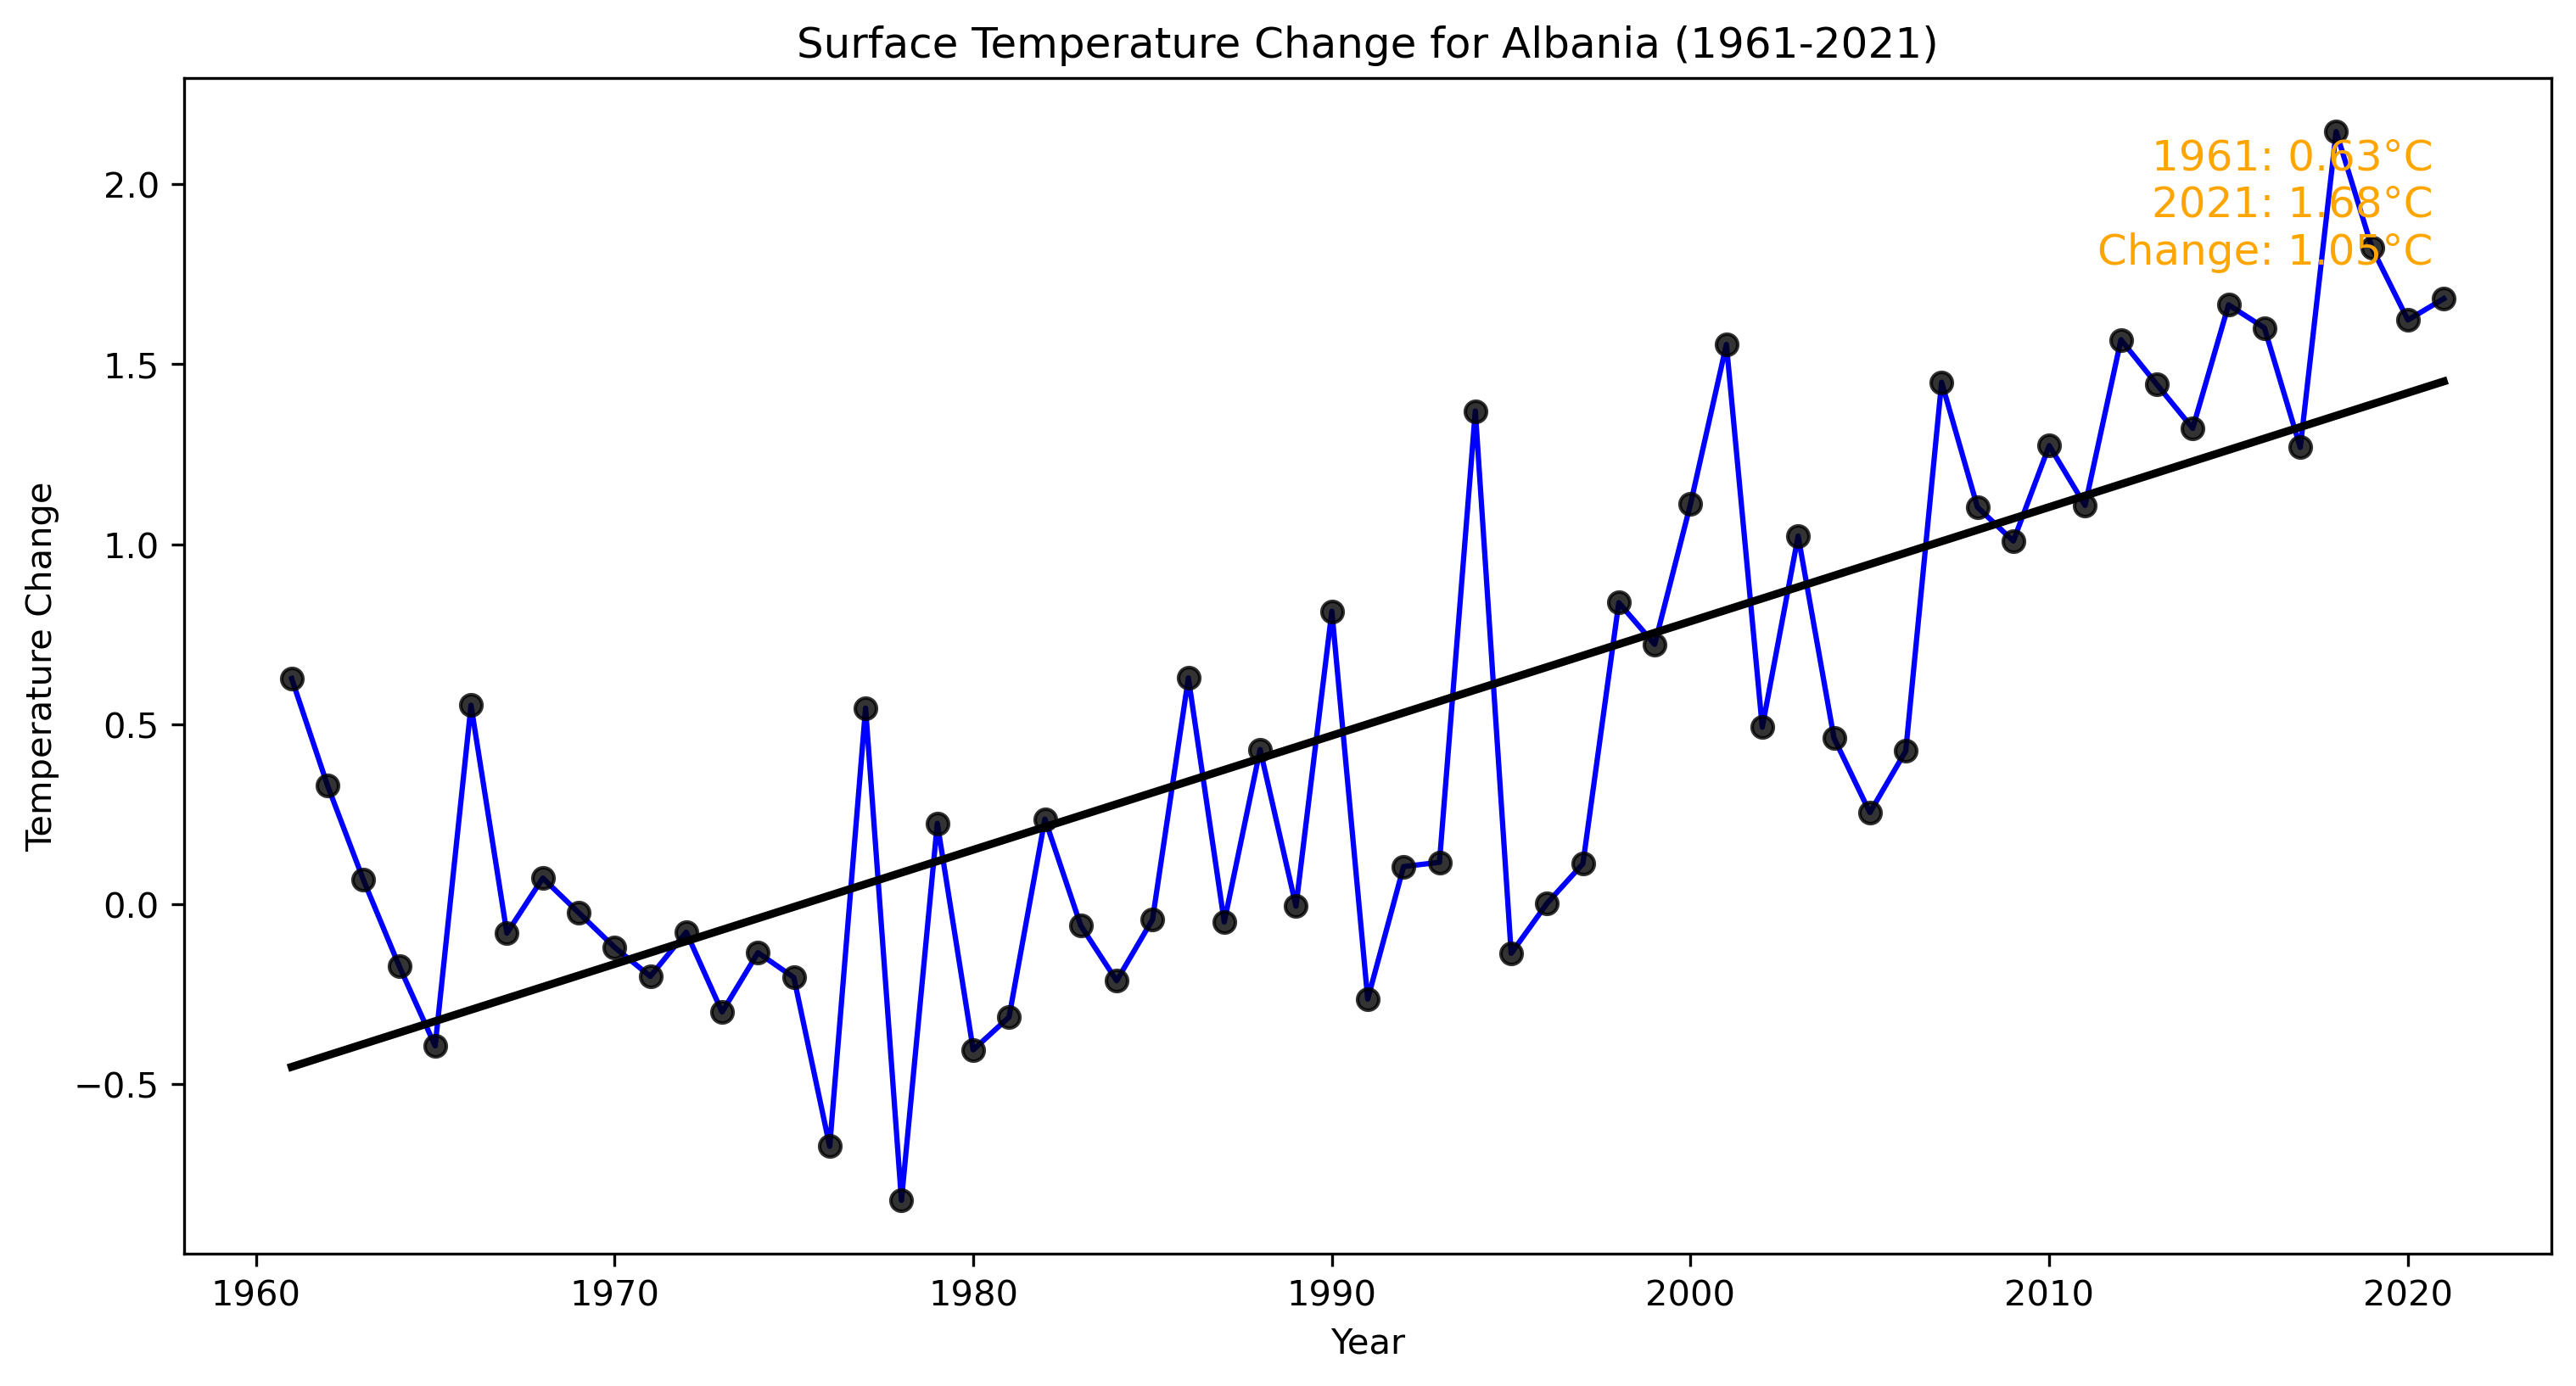 Surface Temperature Change for Albania (1961-2021)
1961: 0.63°C
2021: 1.68°C
Change: 1.05°C
2.0
1.5
1.0
0.5
0.0
−0.5
Temperature Change
1960 1970 1980 1990 2000 2010 2020
Year